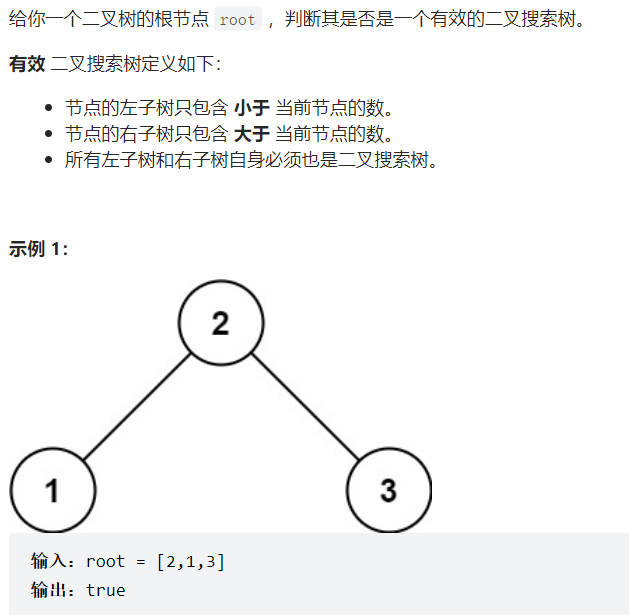 给你一个二叉树的根节点 root ，判断其是否是一个有效的二叉搜索树。
有效 二叉搜索树定义如下：
• 节点的左子树只包含 小于 当前节点的数。
• 节点的右子树只包含 大于 当前节点的数。
• 所有左子树和右子树自身必须也是二叉搜索树。
示例 1：
2
1 3
输入：root = [2,1,3]
输出：true